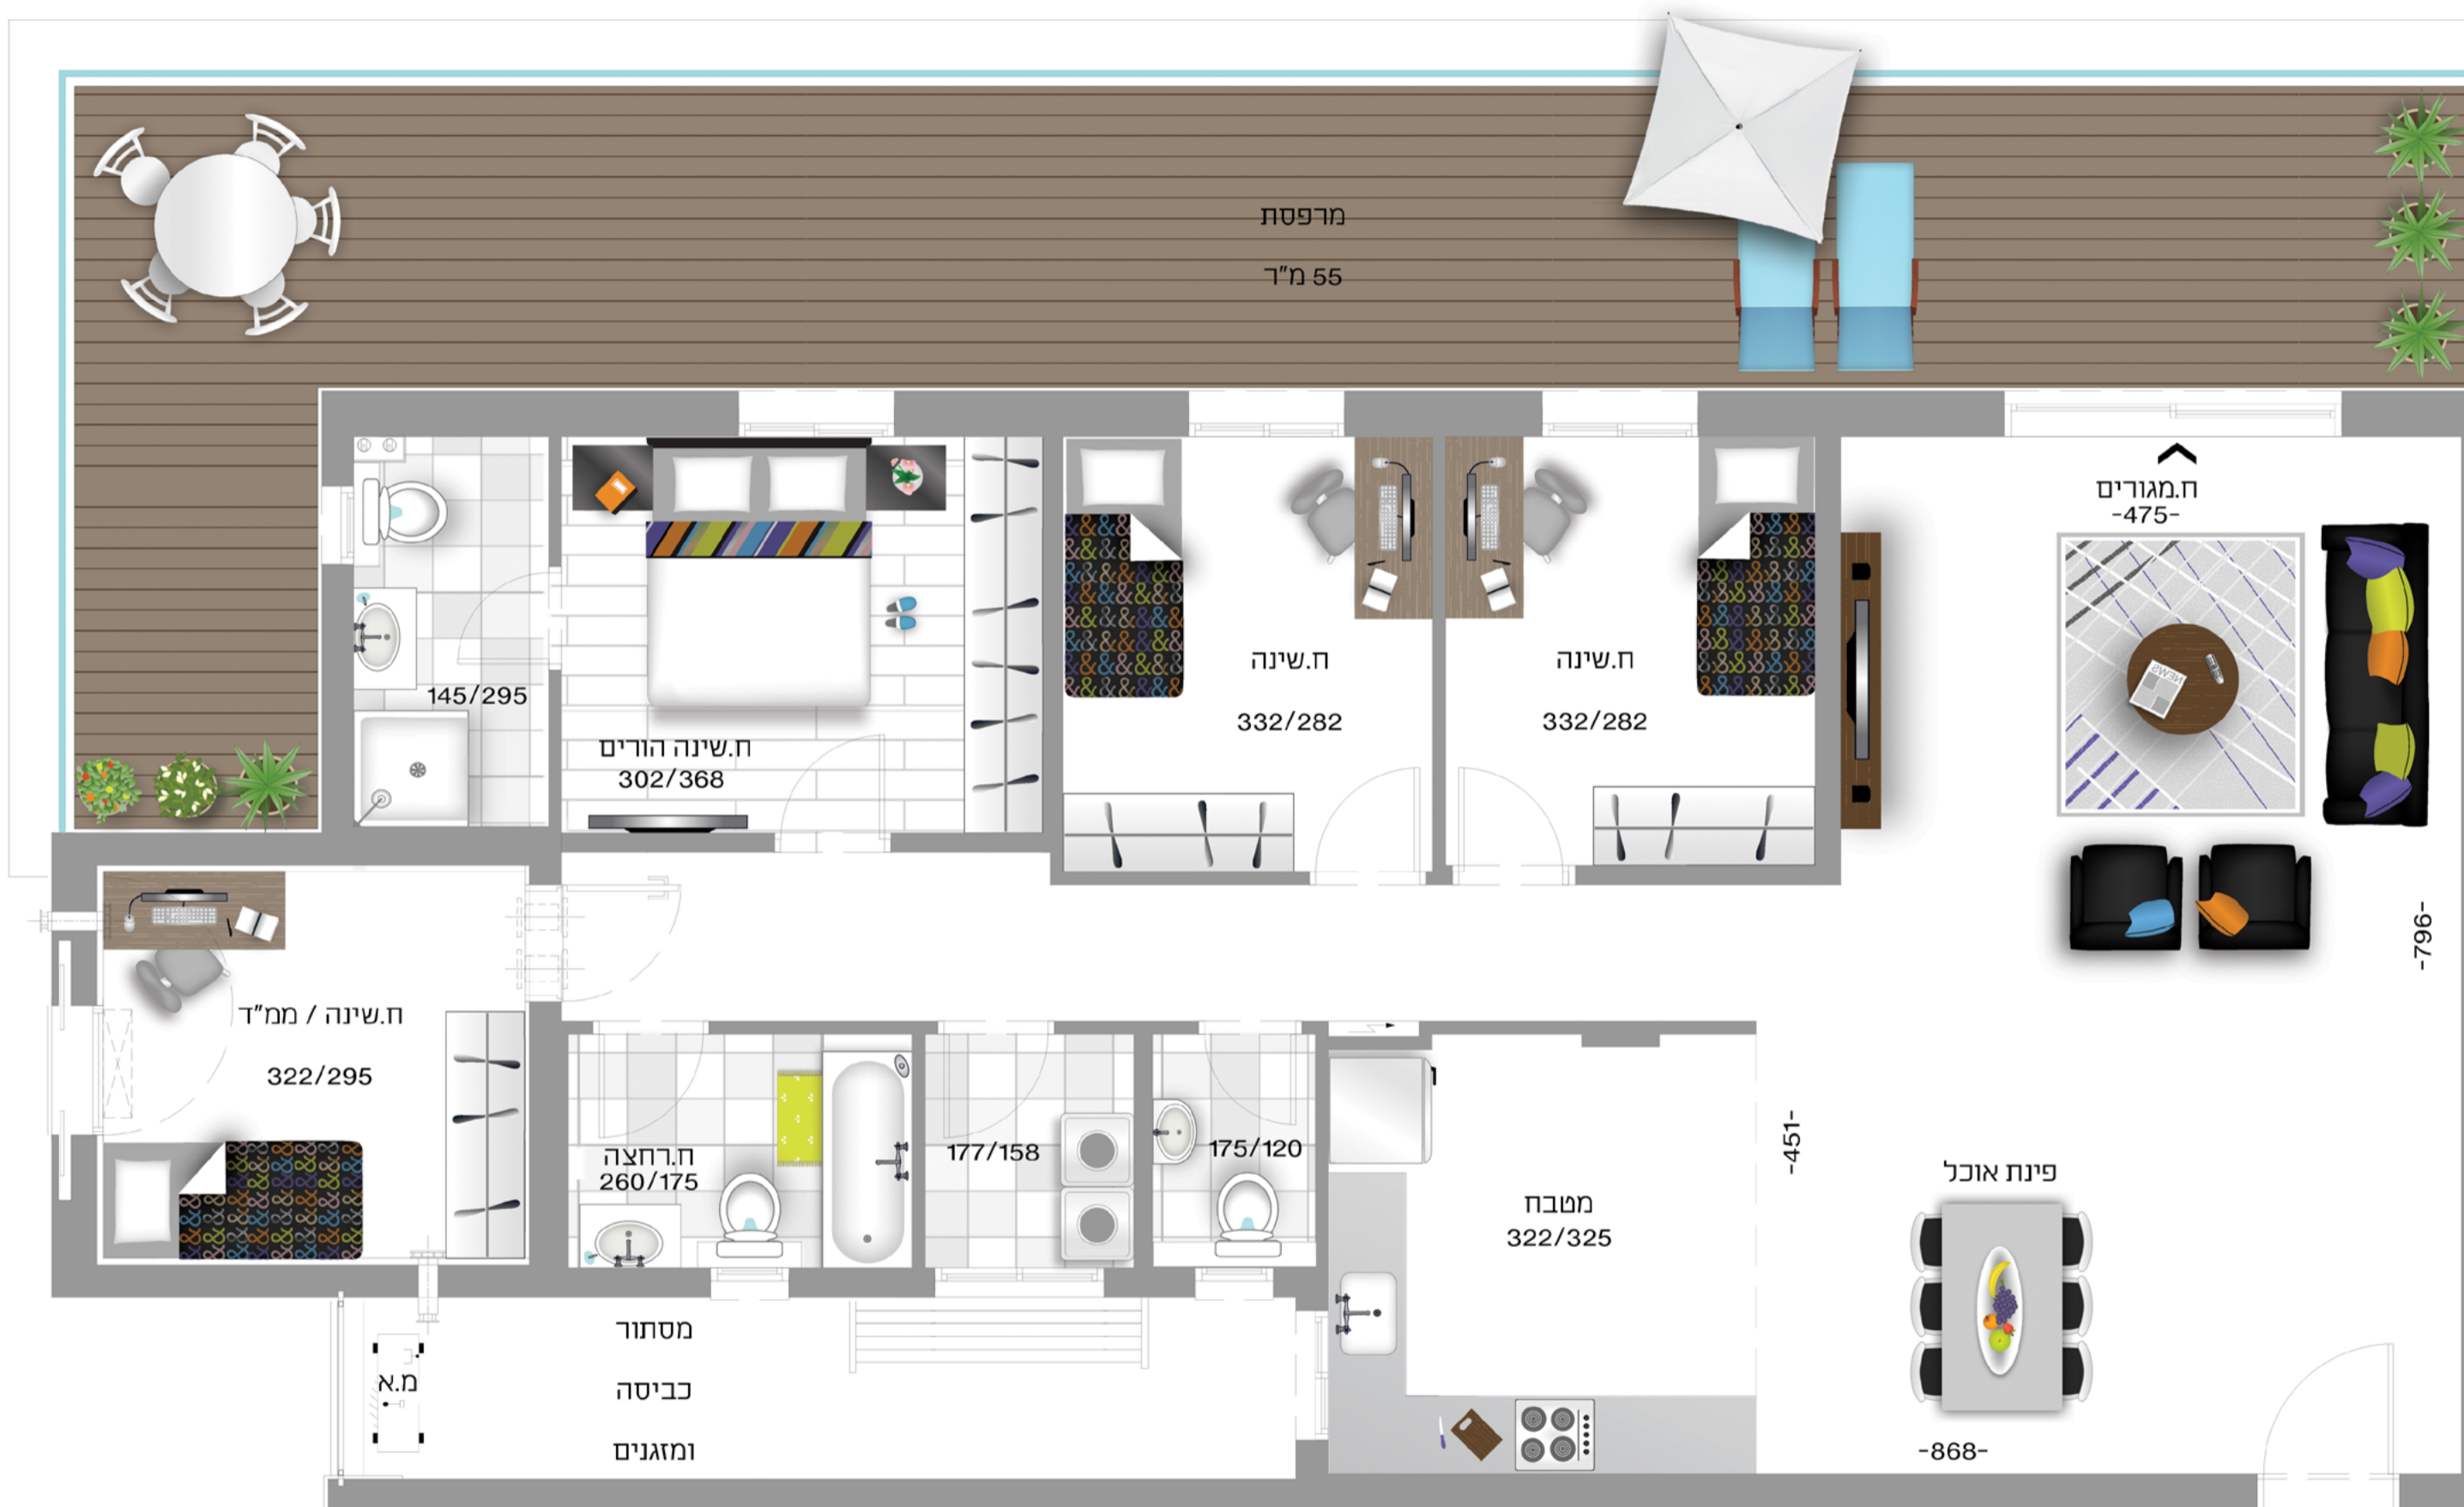 מרפסת
55 מ"ר
ח.מגורים
-475-
NEWS
145/295
ח.שינה הורים
302/368
ח.שינה
332/282
ח.שינה
332/282
-796-
ח.שינה / ממ"ד
322/295
ח.רחצה
260/175
177/158
175/120
מטבח
322/325
-451-
פינת אוכל
-868-
מסתור
כביסה
ומזגנים
מ.א